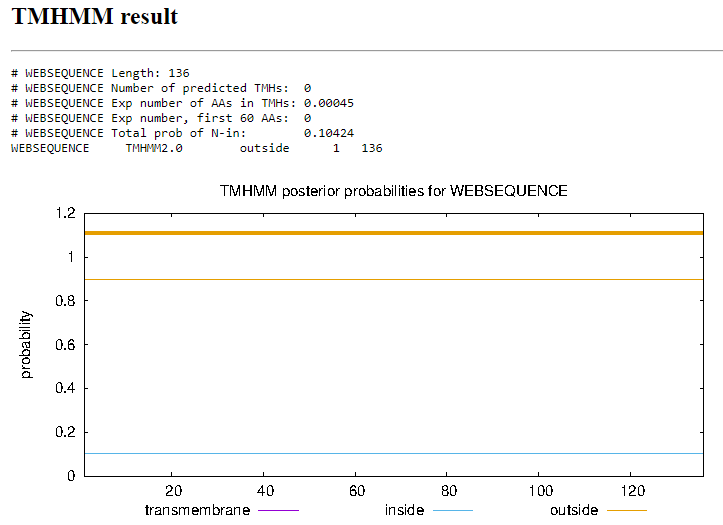 TMHMM result
# WEBSEQUENCE Length: 136
# WEBSEQUENCE Number of predicted TMHs: 0
# WEBSEQUENCE Exp number of AAs in TMHs: 0.00045
# WEBSEQUENCE Exp number, first 60 AAs: 0
# WEBSEQUENCE Total prob of N-in: 0.10424
WEBSEQUENCE TMHMM2.0 outside 1 136
TMHMM posterior probabilities for WEBSEQUENCE
1.2
1
0.8
0.6
0.4
0.2
0
probability
20 40 60 80 100 120
transmembrane inside outside